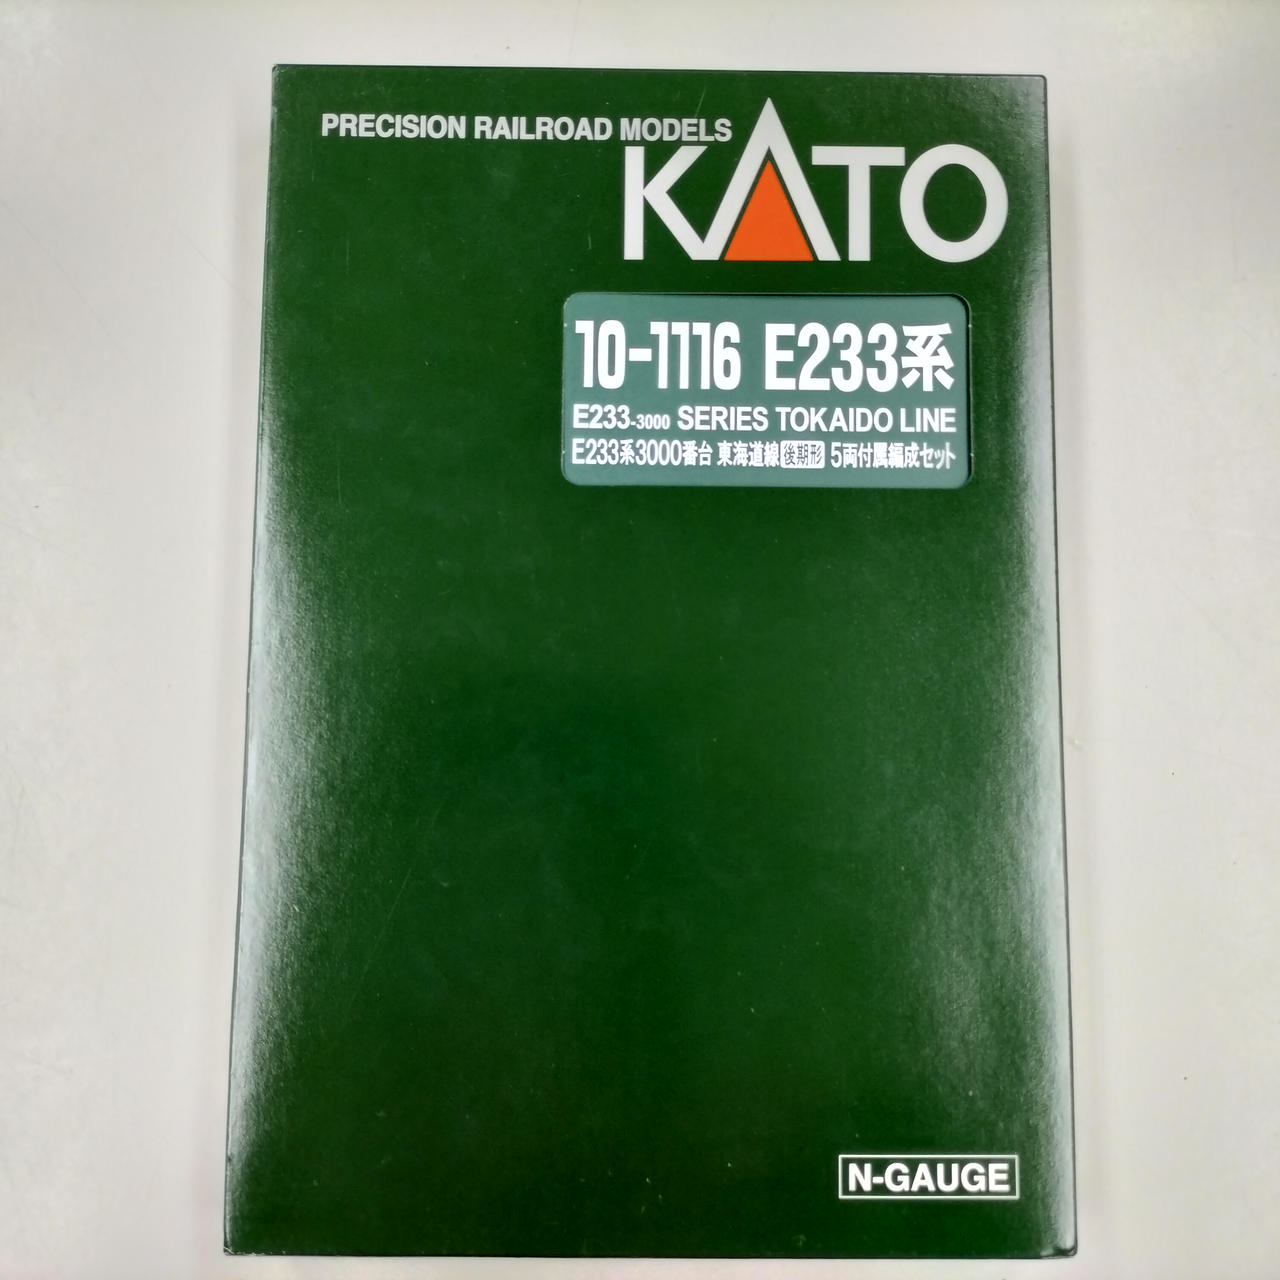 PRECISION RAILROAD MODELS
KATO
10-1116 E233系
E233-3000 SERIES TOKAIDO LINE
E233系3000番台 東海道線 後期形 5両付属編成セット
N-GAUGE